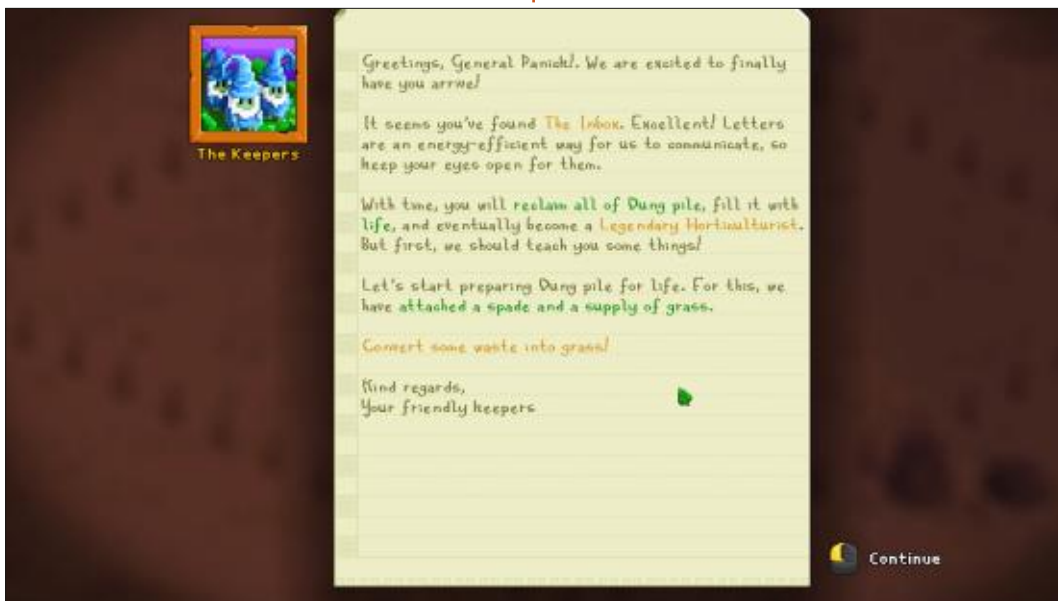 The Keepers
Greetings, General Panick!. We are excited to finally
have you arrive!
It seems you've found The Inbox. Excellent! Letters
are an energy-efficient way for us to communicate, so
keep your eyes open for them.
With time, you will reclaim all of Dung pile, fill it with
life, and eventually become a Legendary Horticulturist.
But first, we should teach you some things!
Let's start preparing Dung pile for life. For this, we
have attached a spade and a supply of grass.
Convert some waste into grass!
Kind regards,
Your friendly keepers
Continue